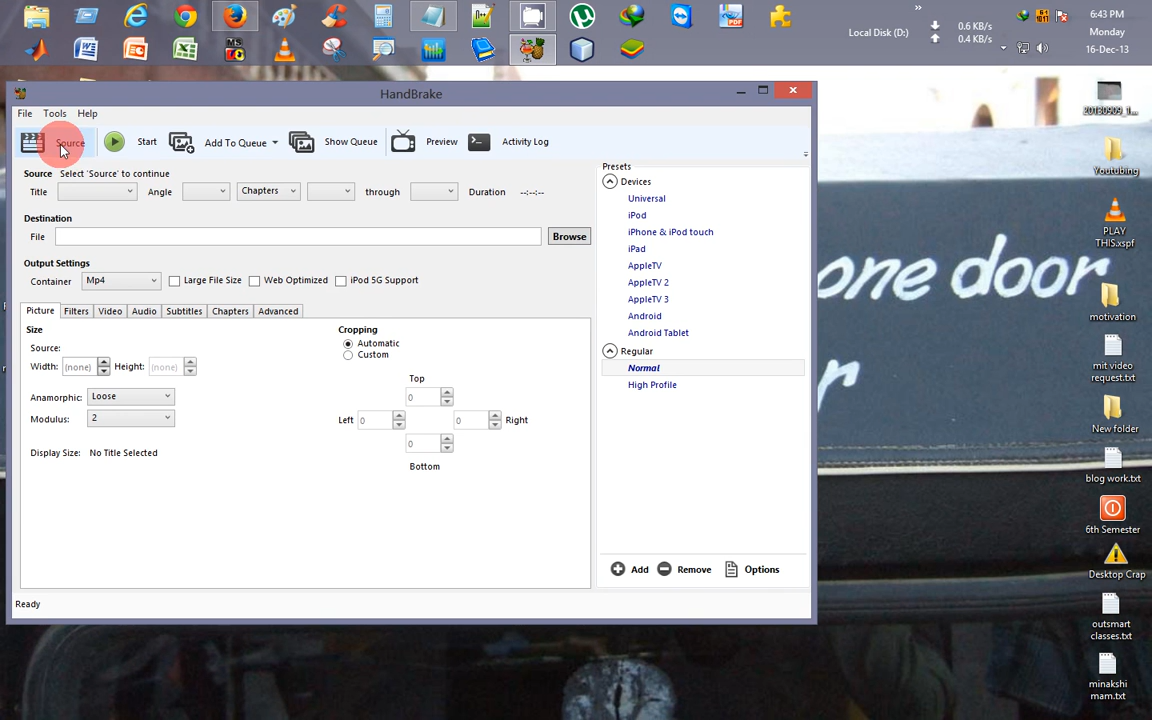 »
Local Disk (D:)
0.6 KB/s
0.4 KB/s
6:43 PM
Monday
16-Dec-13
HandBrake
File Tools Help
Source Start Add To Queue Show Queue Preview Activity Log
Source Select 'Source' to continue
Title Angle Chapters through Duration --:--:--
Destination
File Browse
Output Settings
Container Mp4 Large File Size Web Optimized iPod 5G Support
Picture Filters Video Audio Subtitles Chapters Advanced
Size
Source:
Width: (none) Height: (none)
Anamorphic: Loose
Modulus: 2
Display Size: No Title Selected
Cropping
Automatic
Custom
Top
0
Left 0 0 Right
0
Bottom
Presets
Devices
Universal
iPod
iPhone & iPod touch
iPad
AppleTV
AppleTV 2
AppleTV 3
Android
Android Tablet
Regular
Normal
High Profile
Add Remove Options
Ready
one door
r
20180909_1...
Youtubing
PLAY
THIS.xspf
motivation
mit video
request.txt
New folder
blog work.txt
6th Semester
Desktop Crap
outsmart
classes.txt
minakshi
mam.txt